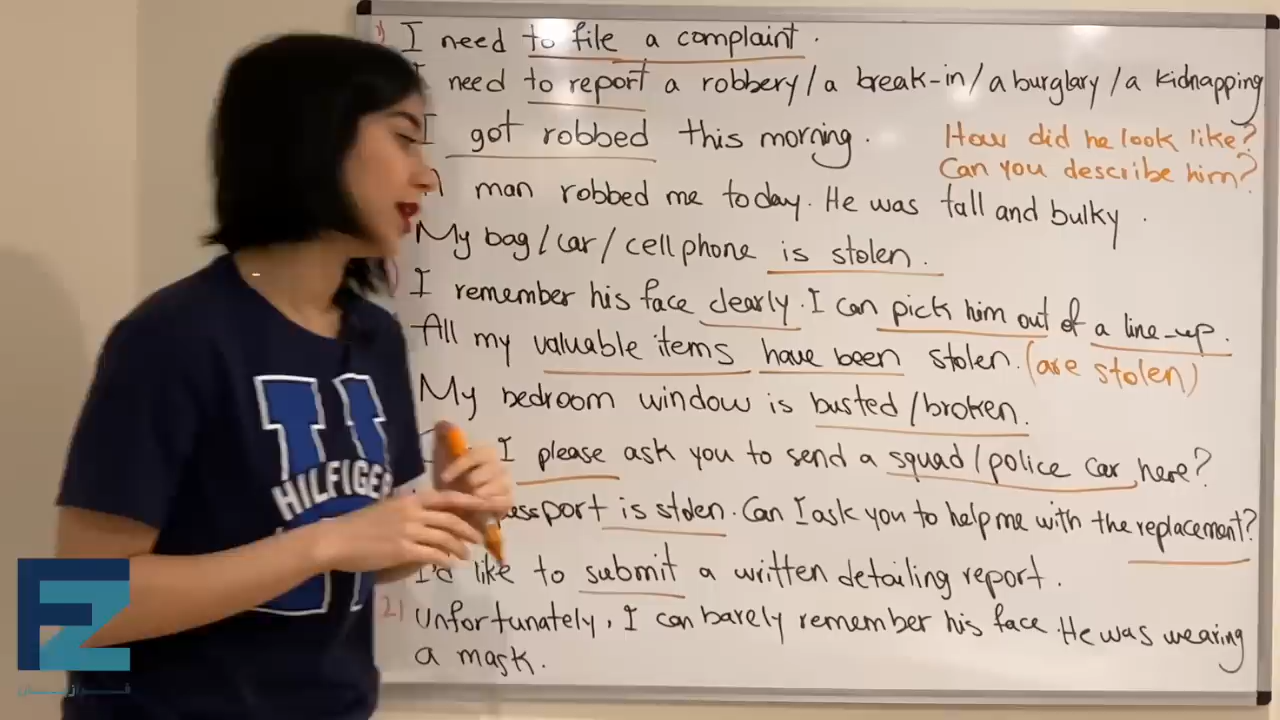 1) I need to file a complaint.
I need to report a robbery/a break-in/a burglary/a kidnapping
I got robbed this morning.
How did he look like?
Can you describe him?
man robbed me today. He was tall and bulky.
My bag/car/cellphone is stolen.
I remember his face clearly. I can pick him out of a line-up.
All my valuable items have been stolen. (are stolen)
My bedroom window is busted/broken.
I please ask you to send a squad/police car here?
is stolen. Can I ask you to help me with the replacement?
I'd like to submit a written detailing report.
2) Unfortunately, I can barely remember his face. He was wearing
a mask.
HILFIGER
FZ